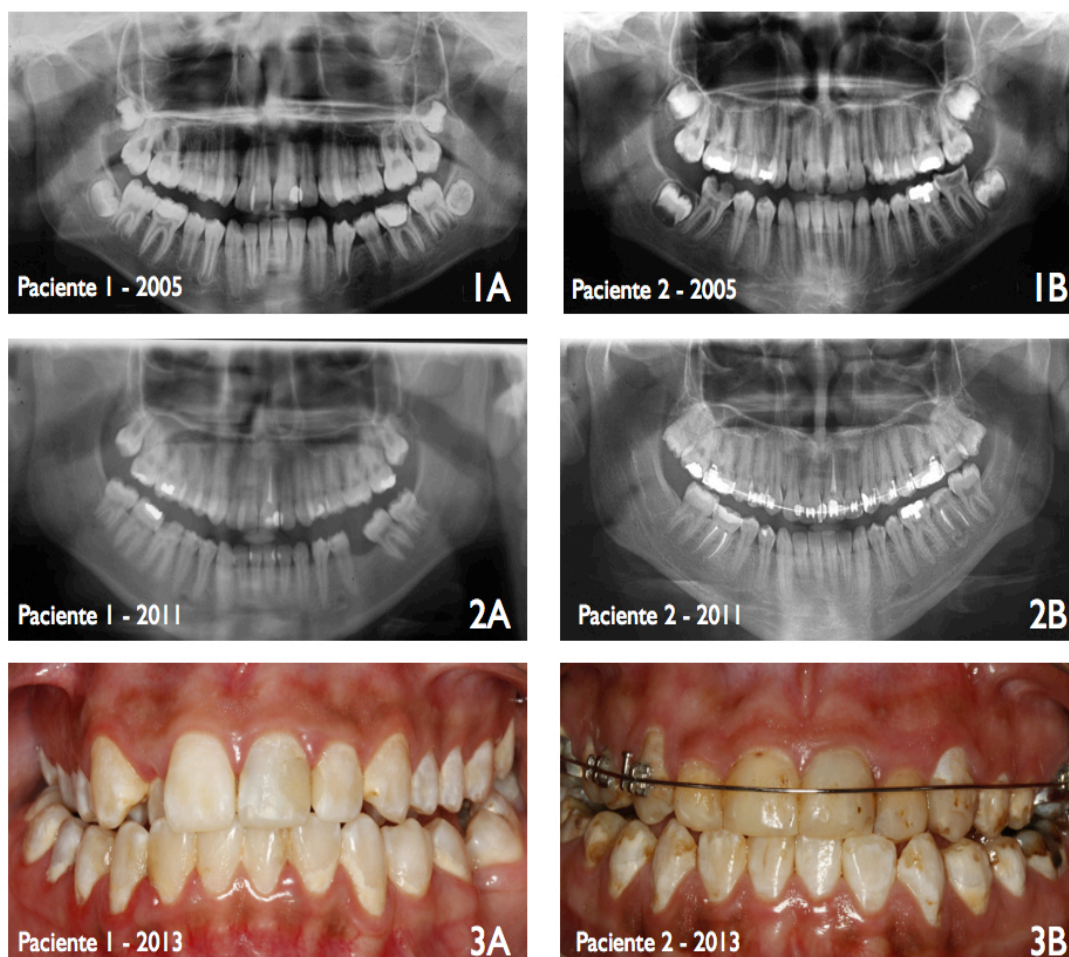 Paciente 1 - 2005
1A
Paciente 2 - 2005
1B
Paciente 1 - 2011
2A
Paciente 2 - 2011
2B
Paciente 1 - 2013
3A
Paciente 2 - 2013
3B